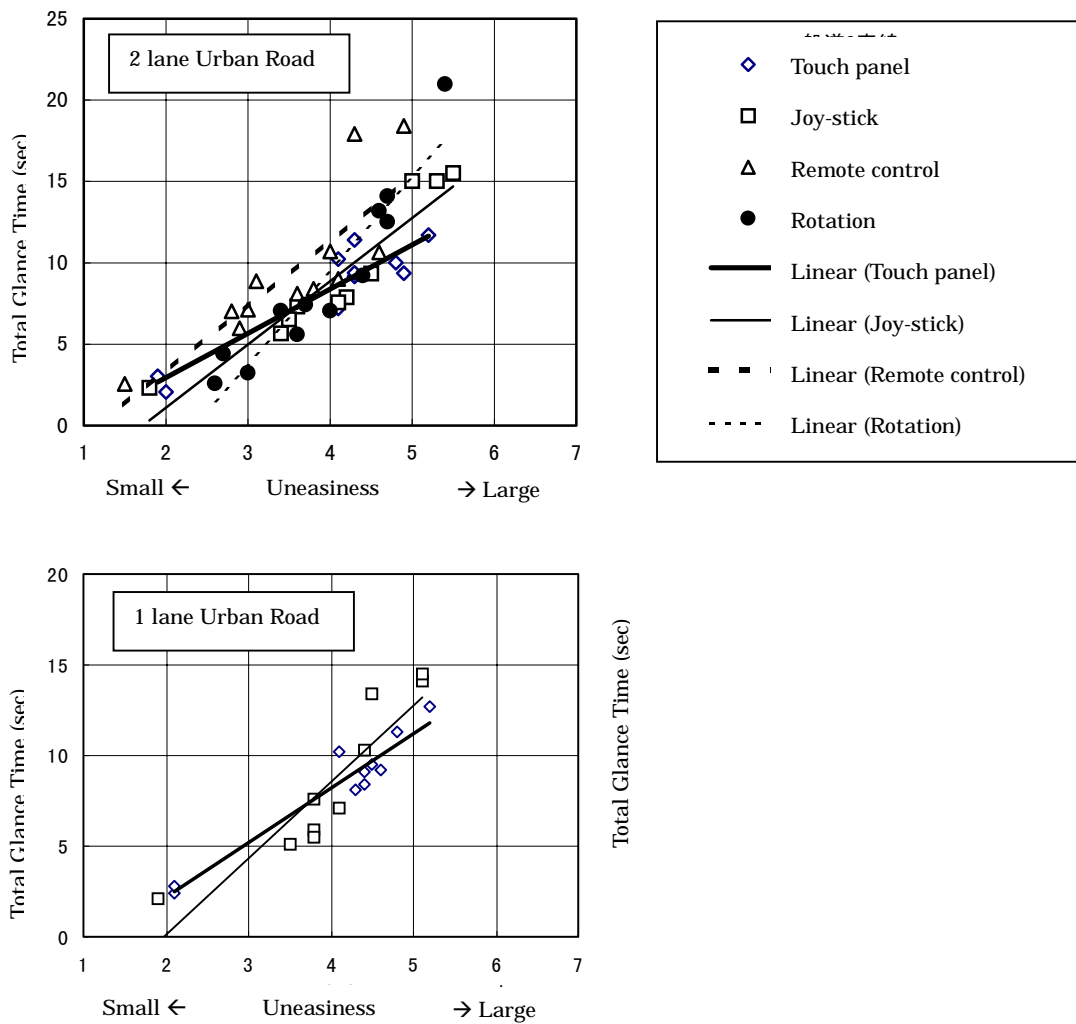 25
2 lane Urban Road
20
15
10
5
0
Total Glance Time (sec)
1 2 3 4 5 6 7
Small ← Uneasiness → Large
Touch panel
Joy-stick
Remote control
Rotation
Linear (Touch panel)
Linear (Joy-stick)
Linear (Remote control)
Linear (Rotation)
20
1 lane Urban Road
15
10
5
0
Total Glance Time (sec)
1 2 3 4 5 6 7
Small ← Uneasiness → Large
Total Glance Time (sec)